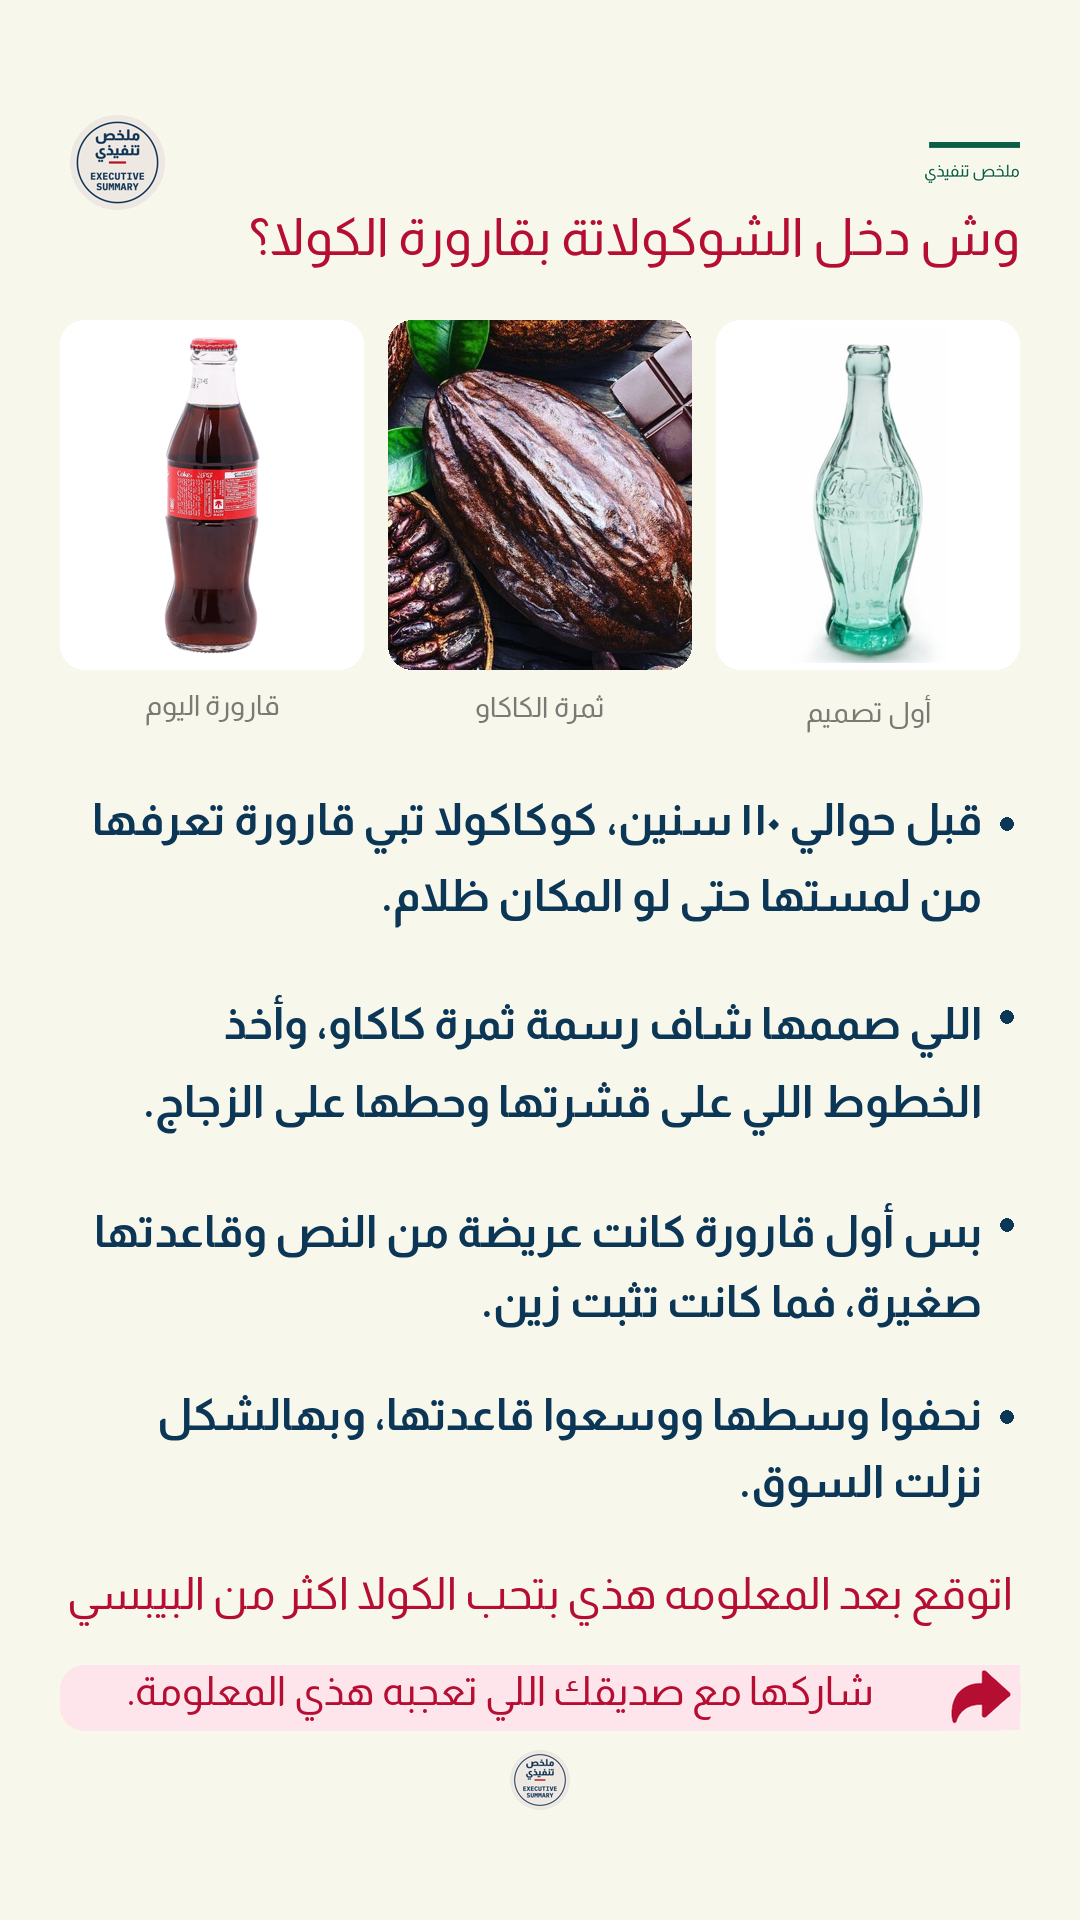 ملخص
تنفيذي
EXECUTIVE
SUMMARY
ملخص تنفيذي
وش دخل الشوكولاتة بقارورة الكولا؟
أول تصميم
ثمرة الكاكاو
قارورة اليوم
• قبل حوالي ١١٠ سنين، كوكاكولا تبي قارورة تعرفها
من لمستها حتى لو المكان ظلام.
• اللي صممها شاف رسمة ثمرة كاكاو، وأخذ
الخطوط اللي على قشرتها وحطها على الزجاج.
• بس أول قارورة كانت عريضة من النص وقاعدتها
صغيرة، فما كانت تثبت زين.
• نحفوا وسطها ووسعوا قاعدتها، وبهالشكل
نزلت السوق.
اتوقع بعد المعلومه هذي بتحب الكولا اكثر من البيبسي
شاركها مع صديقك اللي تعجبه هذي المعلومة.
ملخص
تنفيذي
EXECUTIVE
SUMMARY